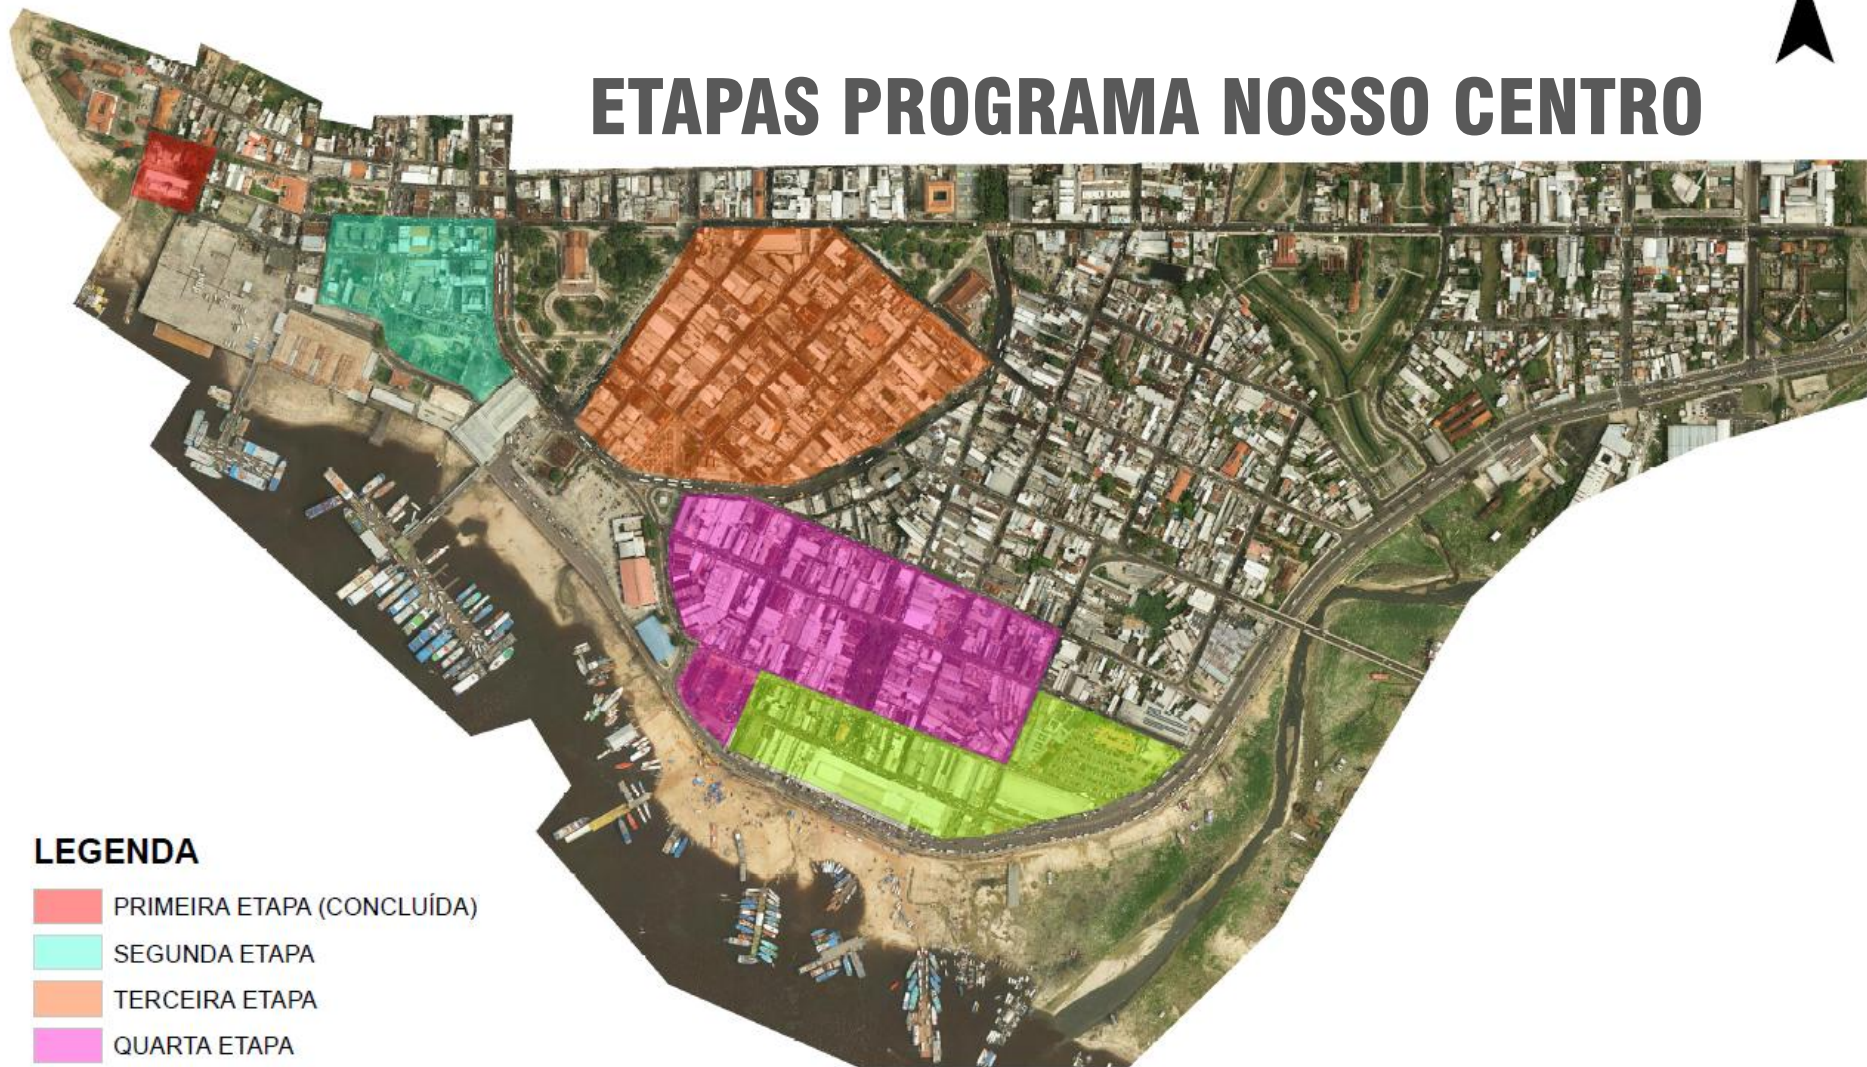 ETAPAS PROGRAMA NOSSO CENTRO
LEGENDA
PRIMEIRA ETAPA (CONCLUÍDA)
SEGUNDA ETAPA
TERCEIRA ETAPA
QUARTA ETAPA